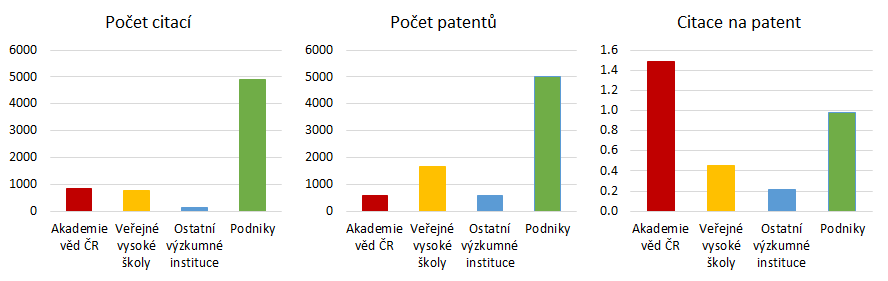 Počet citací
6000
5000
4000
3000
2000
1000
0
Akademie
věd ČR
Veřejné
vysoké
školy
Ostatní
výzkumné
instituce
Podniky
Počet patentů
6000
5000
4000
3000
2000
1000
0
Akademie
věd ČR
Veřejné
vysoké
školy
Ostatní
výzkumné
instituce
Podniky
Citace na patent
1.6
1.4
1.2
1.0
0.8
0.6
0.4
0.2
0.0
Akademie
věd ČR
Veřejné
vysoké
školy
Ostatní
výzkumné
instituce
Podniky